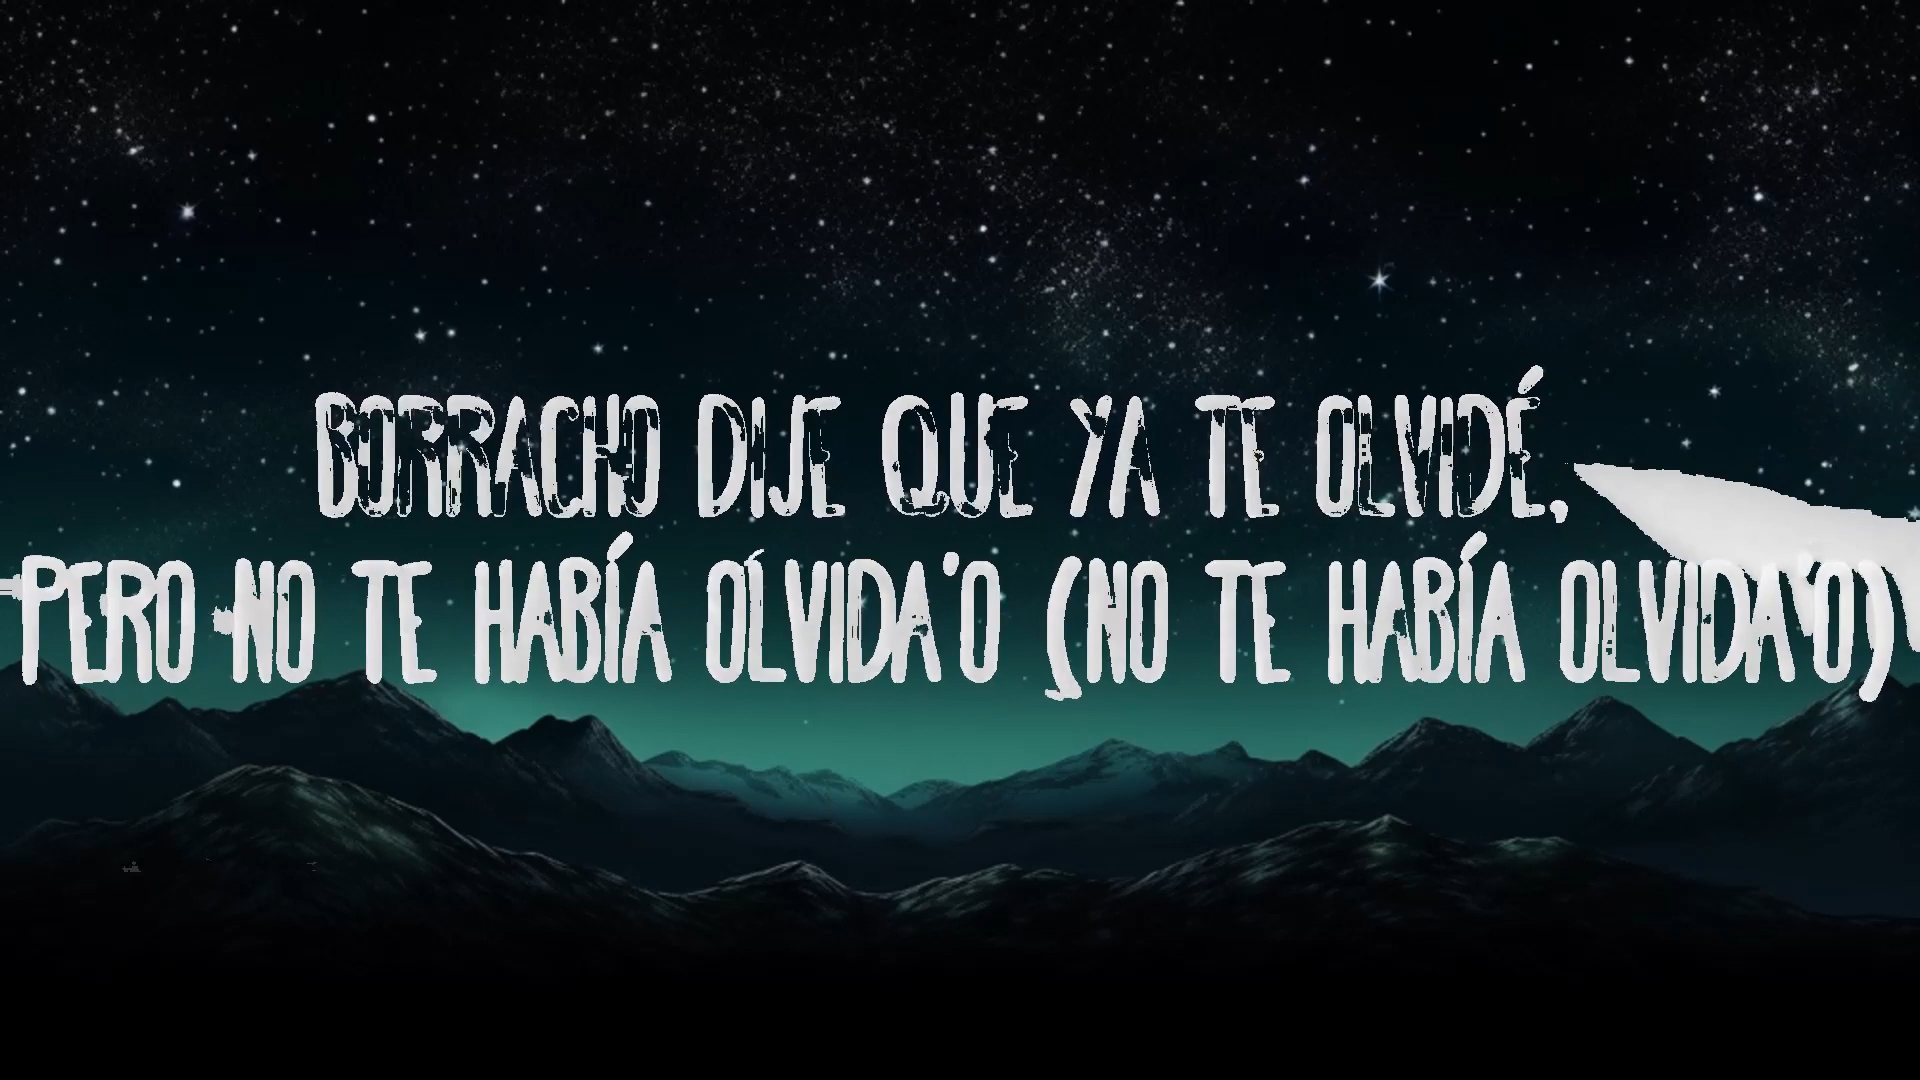 BORRACHO DIJE QUE YA TE OLVIDÉ,
PERO NO TE HABÍA OLVIDA'O (NO TE HABÍA OLVIDA'O)